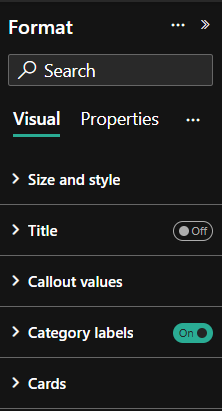 Format
Search
Visual Properties
Size and style
Title Off
Callout values
Category labels On
Cards